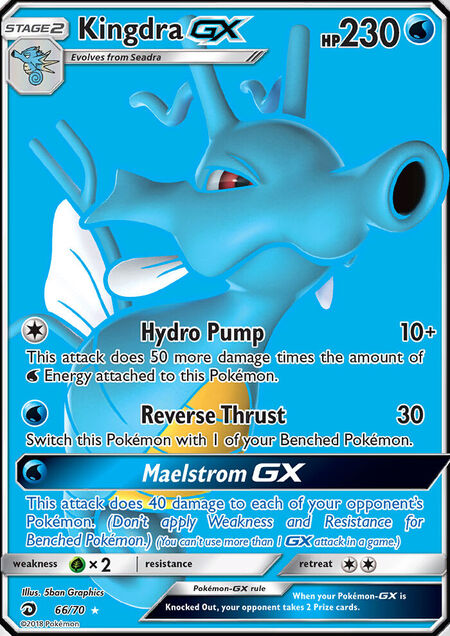 STAGE2 Kingdra GX HP230
Evolves from Seadra
Hydro Pump 10+
This attack does 50 more damage times the amount of
Energy attached to this Pokémon.
Reverse Thrust 30
Switch this Pokémon with 1 of your Benched Pokémon.
Maelstrom GX
This attack does 40 damage to each of your opponent's
Pokémon. (Don't apply Weakness and Resistance for
Benched Pokémon.) (You can't use more than 1 GX attack in a game.)
weakness ×2 resistance retreat
Illus. 5ban Graphics
Pokémon-GX rule
When your Pokémon-GX is
Knocked Out, your opponent takes 2 Prize cards.
66/70
©2018 Pokémon